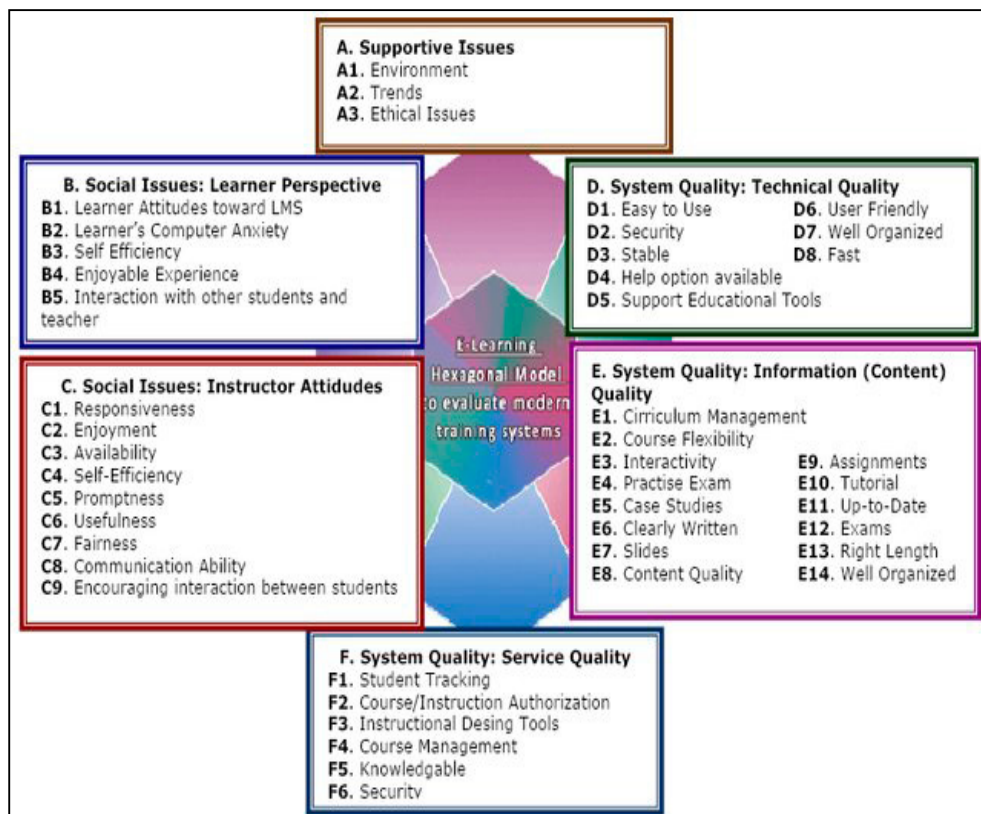 A. Supportive Issues
A1. Environment
A2. Trends
A3. Ethical Issues
B. Social Issues: Learner Perspective
B1. Learner Attitudes toward LMS
B2. Learner's Computer Anxiety
B3. Self Efficiency
B4. Enjoyable Experience
B5. Interaction with other students and
teacher
C. Social Issues: Instructor Attidudes
C1. Responsiveness
C2. Enjoyment
C3. Availability
C4. Self-Efficiency
C5. Promptness
C6. Usefulness
C7. Fairness
C8. Communication Ability
C9. Encouraging interaction between students
E-Learning
Hexagonal Model
to evaluate modern
training systems
D. System Quality: Technical Quality
D1. Easy to Use D6. User Friendly
D2. Security D7. Well Organized
D3. Stable D8. Fast
D4. Help option available
D5. Support Educational Tools
E. System Quality: Information (Content)
Quality
E1. Cirriculum Management
E2. Course Flexibility
E3. Interactivity E9. Assignments
E4. Practise Exam E10. Tutorial
E5. Case Studies E11. Up-to-Date
E6. Clearly Written E12. Exams
E7. Slides E13. Right Length
E8. Content Quality E14. Well Organized
F. System Quality: Service Quality
F1. Student Tracking
F2. Course/Instruction Authorization
F3. Instructional Desing Tools
F4. Course Management
F5. Knowledgable
F6. Security